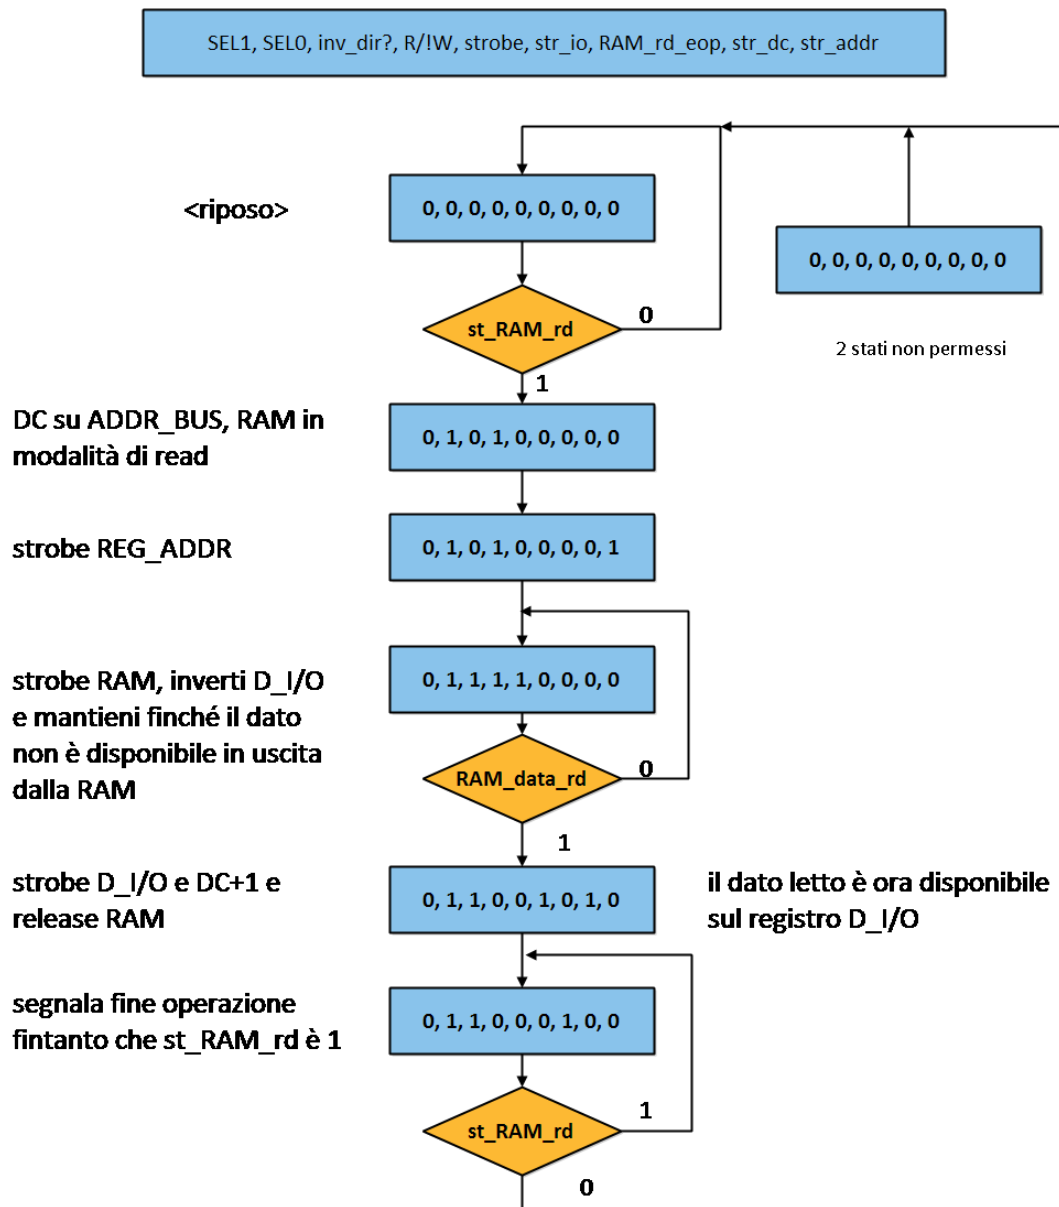 SEL1, SEL0, inv_dir?, R/!W, strobe, str_io, RAM_rd_eop, str_dc, str_addr
<riposo>
0, 0, 0, 0, 0, 0, 0, 0, 0
0, 0, 0, 0, 0, 0, 0, 0, 0
2 stati non permessi
st_RAM_rd
0
1
DC su ADDR_BUS, RAM in
modalità di read
0, 1, 0, 1, 0, 0, 0, 0, 0
strobe REG_ADDR
0, 1, 0, 1, 0, 0, 0, 0, 1
strobe RAM, inverti D_I/O
e mantieni finché il dato
non è disponibile in uscita
dalla RAM
0, 1, 1, 1, 1, 0, 0, 0, 0
RAM_data_rd
0
1
strobe D_I/O e DC+1 e
release RAM
0, 1, 1, 0, 0, 1, 0, 1, 0
il dato letto è ora disponibile
sul registro D_I/O
segnala fine operazione
fintanto che st_RAM_rd è 1
0, 1, 1, 0, 0, 0, 1, 0, 0
st_RAM_rd
1
0